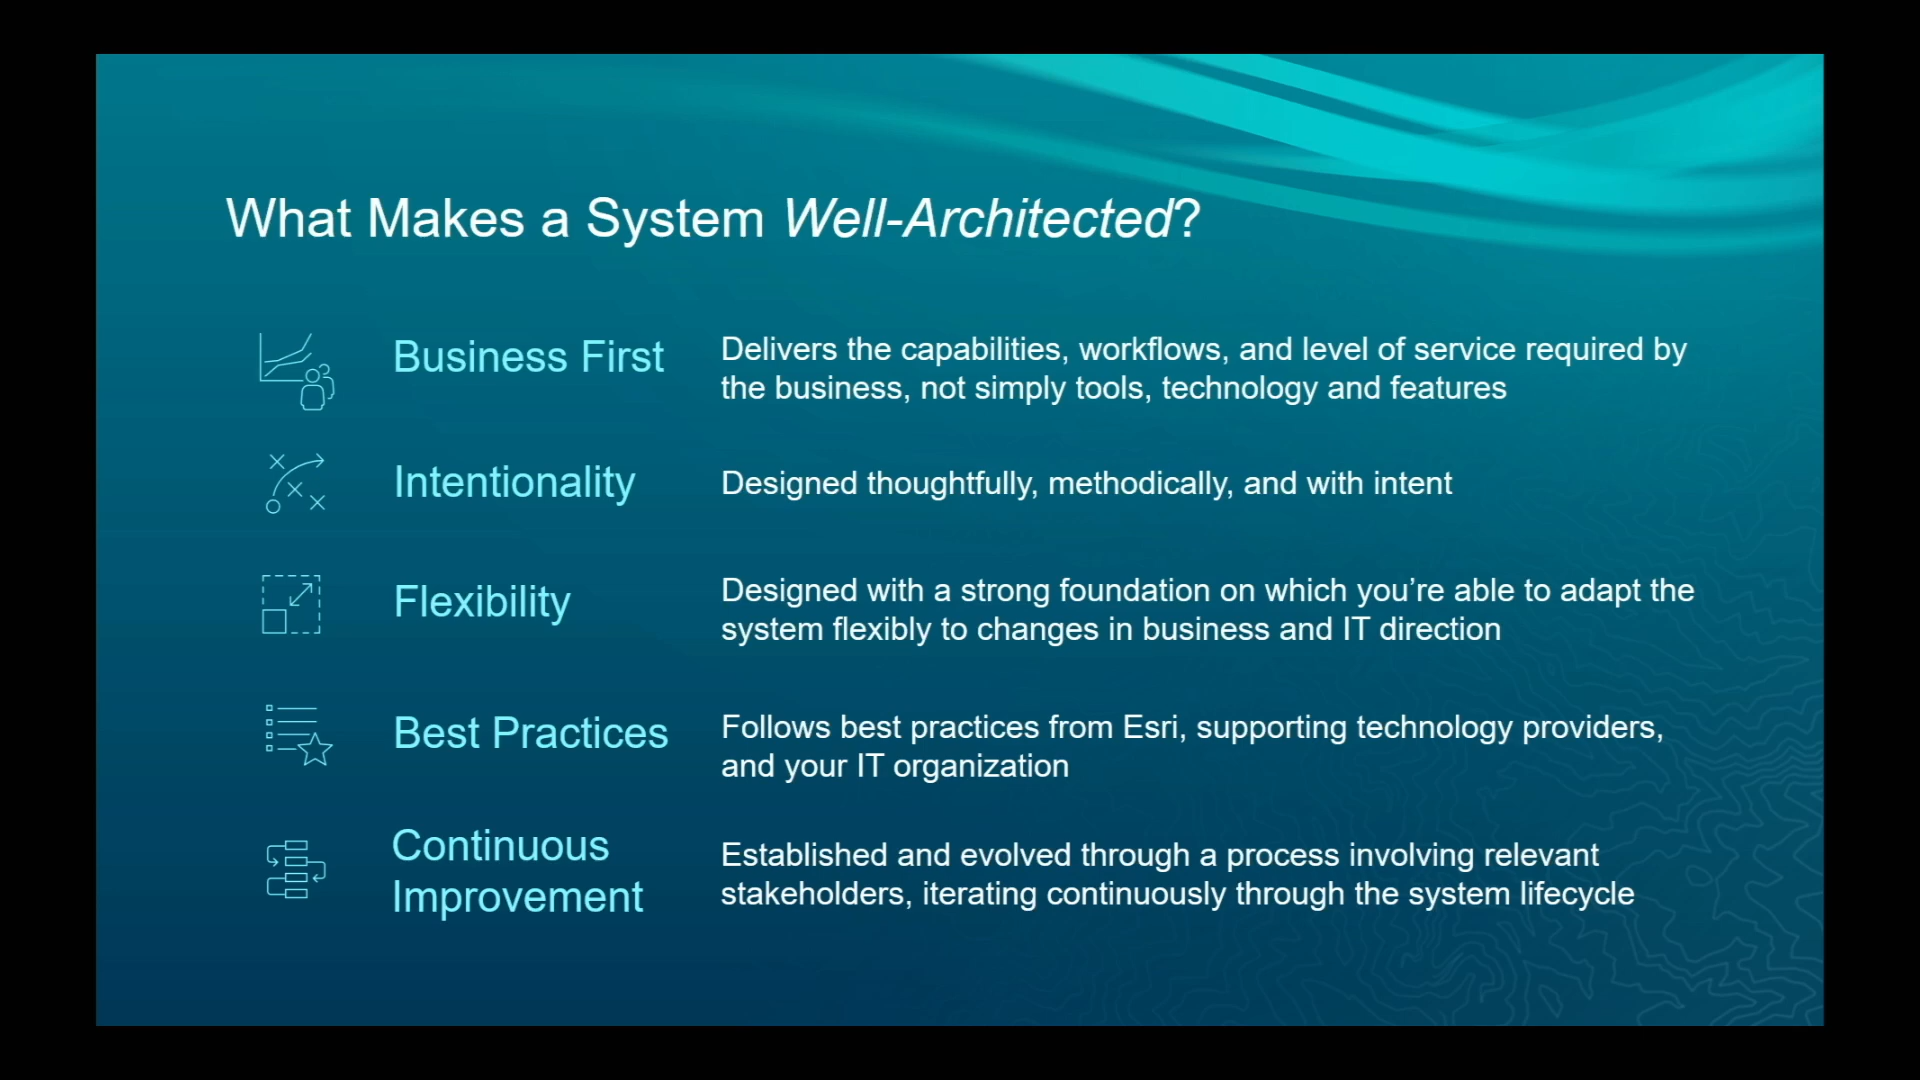 What Makes a System Well-Architected?
Business First
Delivers the capabilities, workflows, and level of service required by
the business, not simply tools, technology and features
Intentionality
Designed thoughtfully, methodically, and with intent
Flexibility
Designed with a strong foundation on which you’re able to adapt the
system flexibly to changes in business and IT direction
Best Practices
Follows best practices from Esri, supporting technology providers,
and your IT organization
Continuous
Improvement
Established and evolved through a process involving relevant
stakeholders, iterating continuously through the system lifecycle